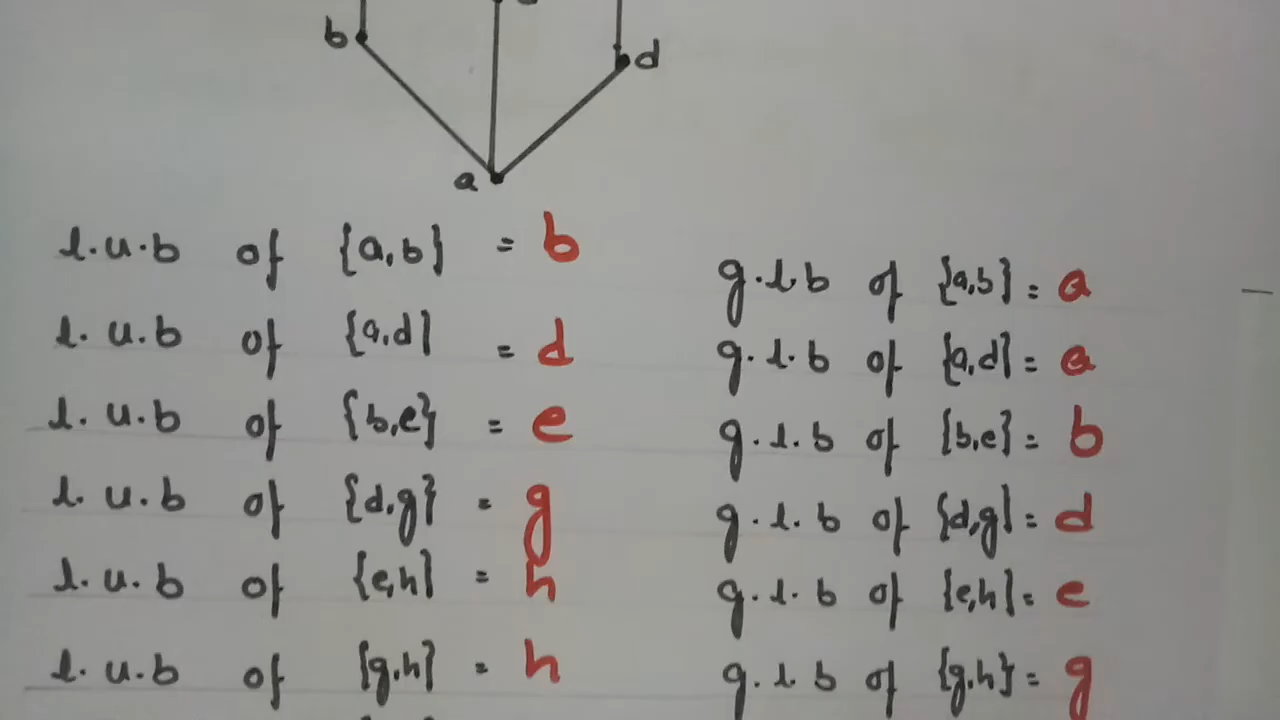 b
d
a
l.u.b of {a,b} = b
l.u.b of {a,d} = d
l.u.b of {b,e} = e
l.u.b of {d,g} = g
l.u.b of {e,h} = h
l.u.b of {g,h} = h
g.l.b of {a,b} = a
g.l.b of {a,d} = a
g.l.b of {b,e} = b
g.l.b of {d,g} = d
g.l.b of {e,h} = e
g.l.b of {g,h} = g